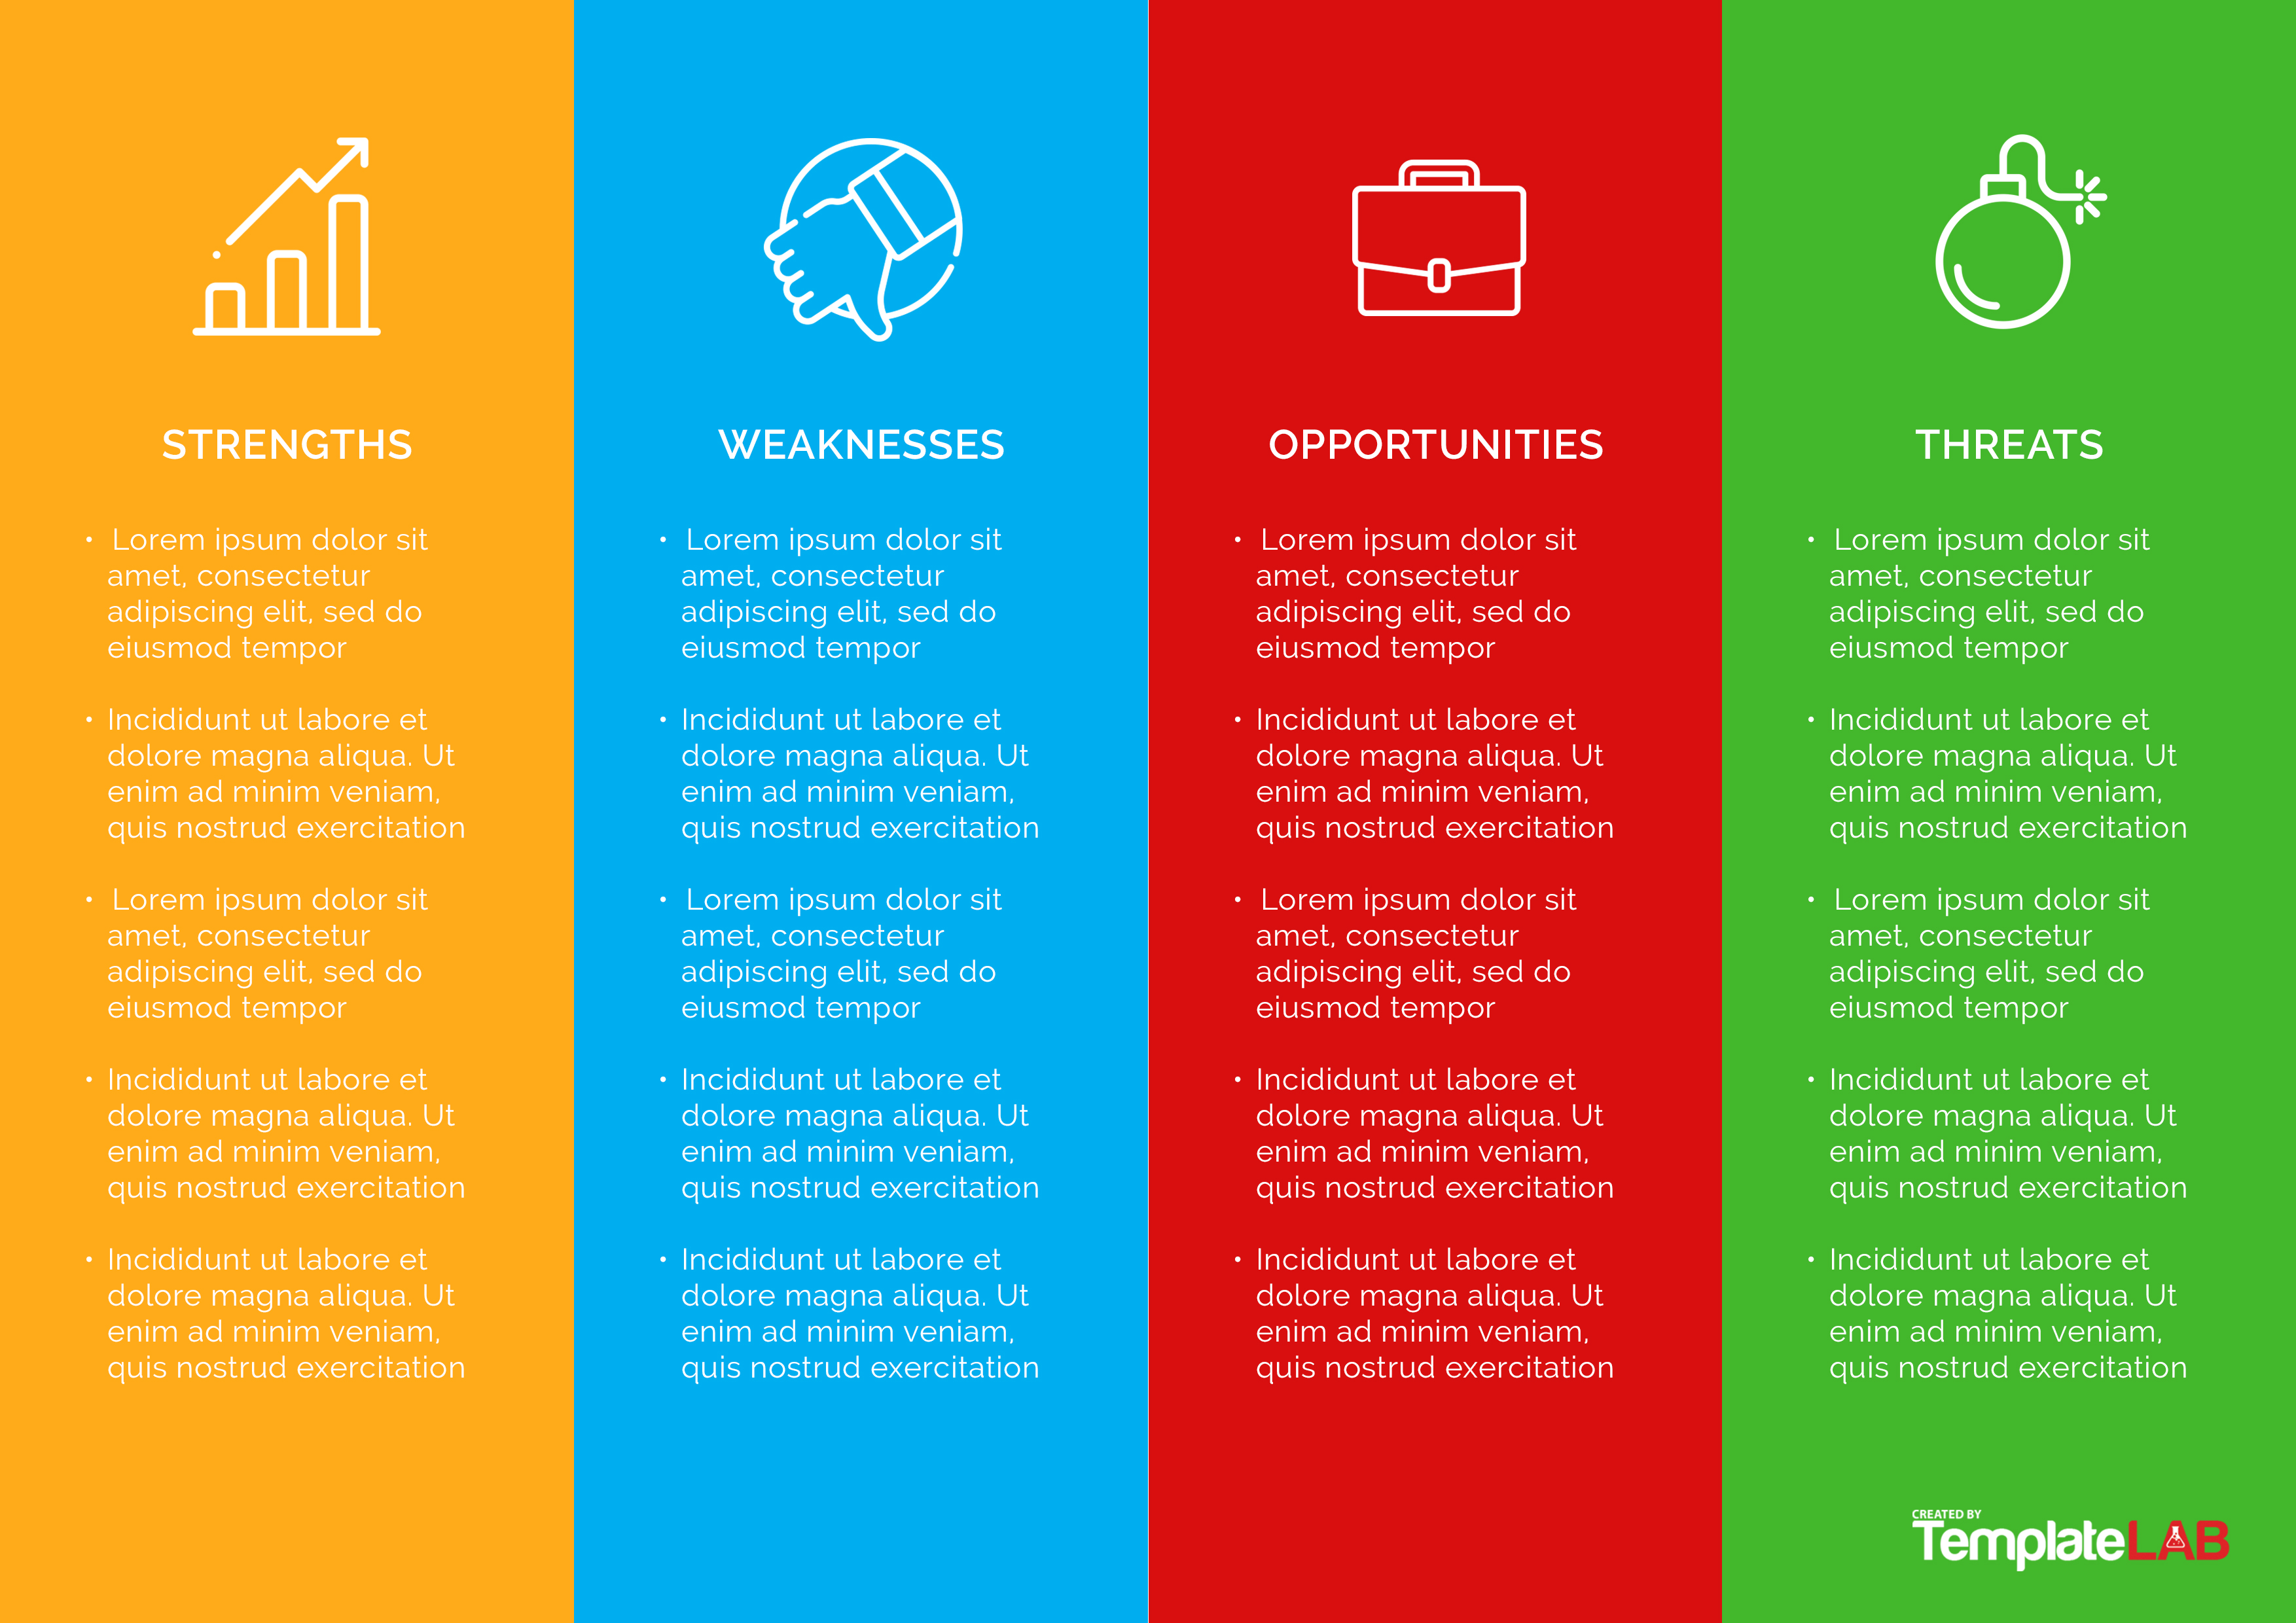 STRENGTHS
• Lorem ipsum dolor sit
amet, consectetur
adipiscing elit, sed do
eiusmod tempor
• Incididunt ut labore et
dolore magna aliqua. Ut
enim ad minim veniam,
quis nostrud exercitation
• Lorem ipsum dolor sit
amet, consectetur
adipiscing elit, sed do
eiusmod tempor
• Incididunt ut labore et
dolore magna aliqua. Ut
enim ad minim veniam,
quis nostrud exercitation
• Incididunt ut labore et
dolore magna aliqua. Ut
enim ad minim veniam,
quis nostrud exercitation
WEAKNESSES
• Lorem ipsum dolor sit
amet, consectetur
adipiscing elit, sed do
eiusmod tempor
• Incididunt ut labore et
dolore magna aliqua. Ut
enim ad minim veniam,
quis nostrud exercitation
• Lorem ipsum dolor sit
amet, consectetur
adipiscing elit, sed do
eiusmod tempor
• Incididunt ut labore et
dolore magna aliqua. Ut
enim ad minim veniam,
quis nostrud exercitation
• Incididunt ut labore et
dolore magna aliqua. Ut
enim ad minim veniam,
quis nostrud exercitation
OPPORTUNITIES
• Lorem ipsum dolor sit
amet, consectetur
adipiscing elit, sed do
eiusmod tempor
• Incididunt ut labore et
dolore magna aliqua. Ut
enim ad minim veniam,
quis nostrud exercitation
• Lorem ipsum dolor sit
amet, consectetur
adipiscing elit, sed do
eiusmod tempor
• Incididunt ut labore et
dolore magna aliqua. Ut
enim ad minim veniam,
quis nostrud exercitation
• Incididunt ut labore et
dolore magna aliqua. Ut
enim ad minim veniam,
quis nostrud exercitation
THREATS
• Lorem ipsum dolor sit
amet, consectetur
adipiscing elit, sed do
eiusmod tempor
• Incididunt ut labore et
dolore magna aliqua. Ut
enim ad minim veniam,
quis nostrud exercitation
• Lorem ipsum dolor sit
amet, consectetur
adipiscing elit, sed do
eiusmod tempor
• Incididunt ut labore et
dolore magna aliqua. Ut
enim ad minim veniam,
quis nostrud exercitation
• Incididunt ut labore et
dolore magna aliqua. Ut
enim ad minim veniam,
quis nostrud exercitation
CREATED BY
TemplateLAB